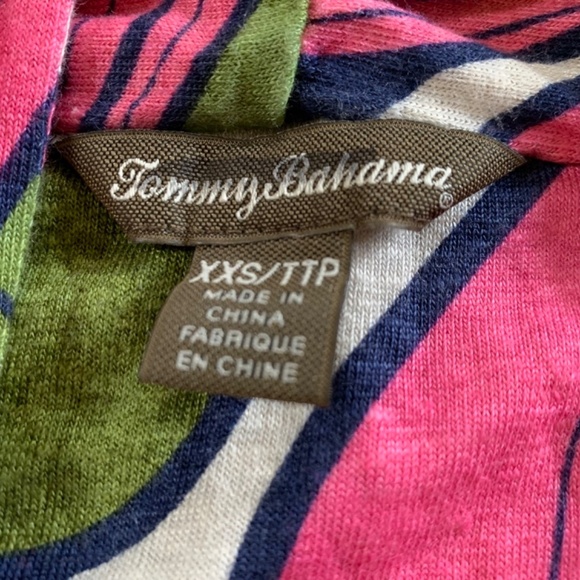 Tommy Bahama®
XXS/TTP
MADE IN
CHINA
FABRIQUE
EN CHINE